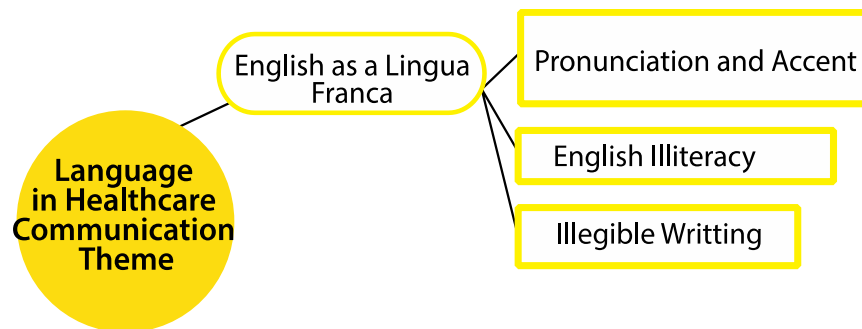 Language
in Healthcare
Communication
Theme
English as a Lingua
Franca
Pronunciation and Accent
English Illiteracy
Illegible Writting